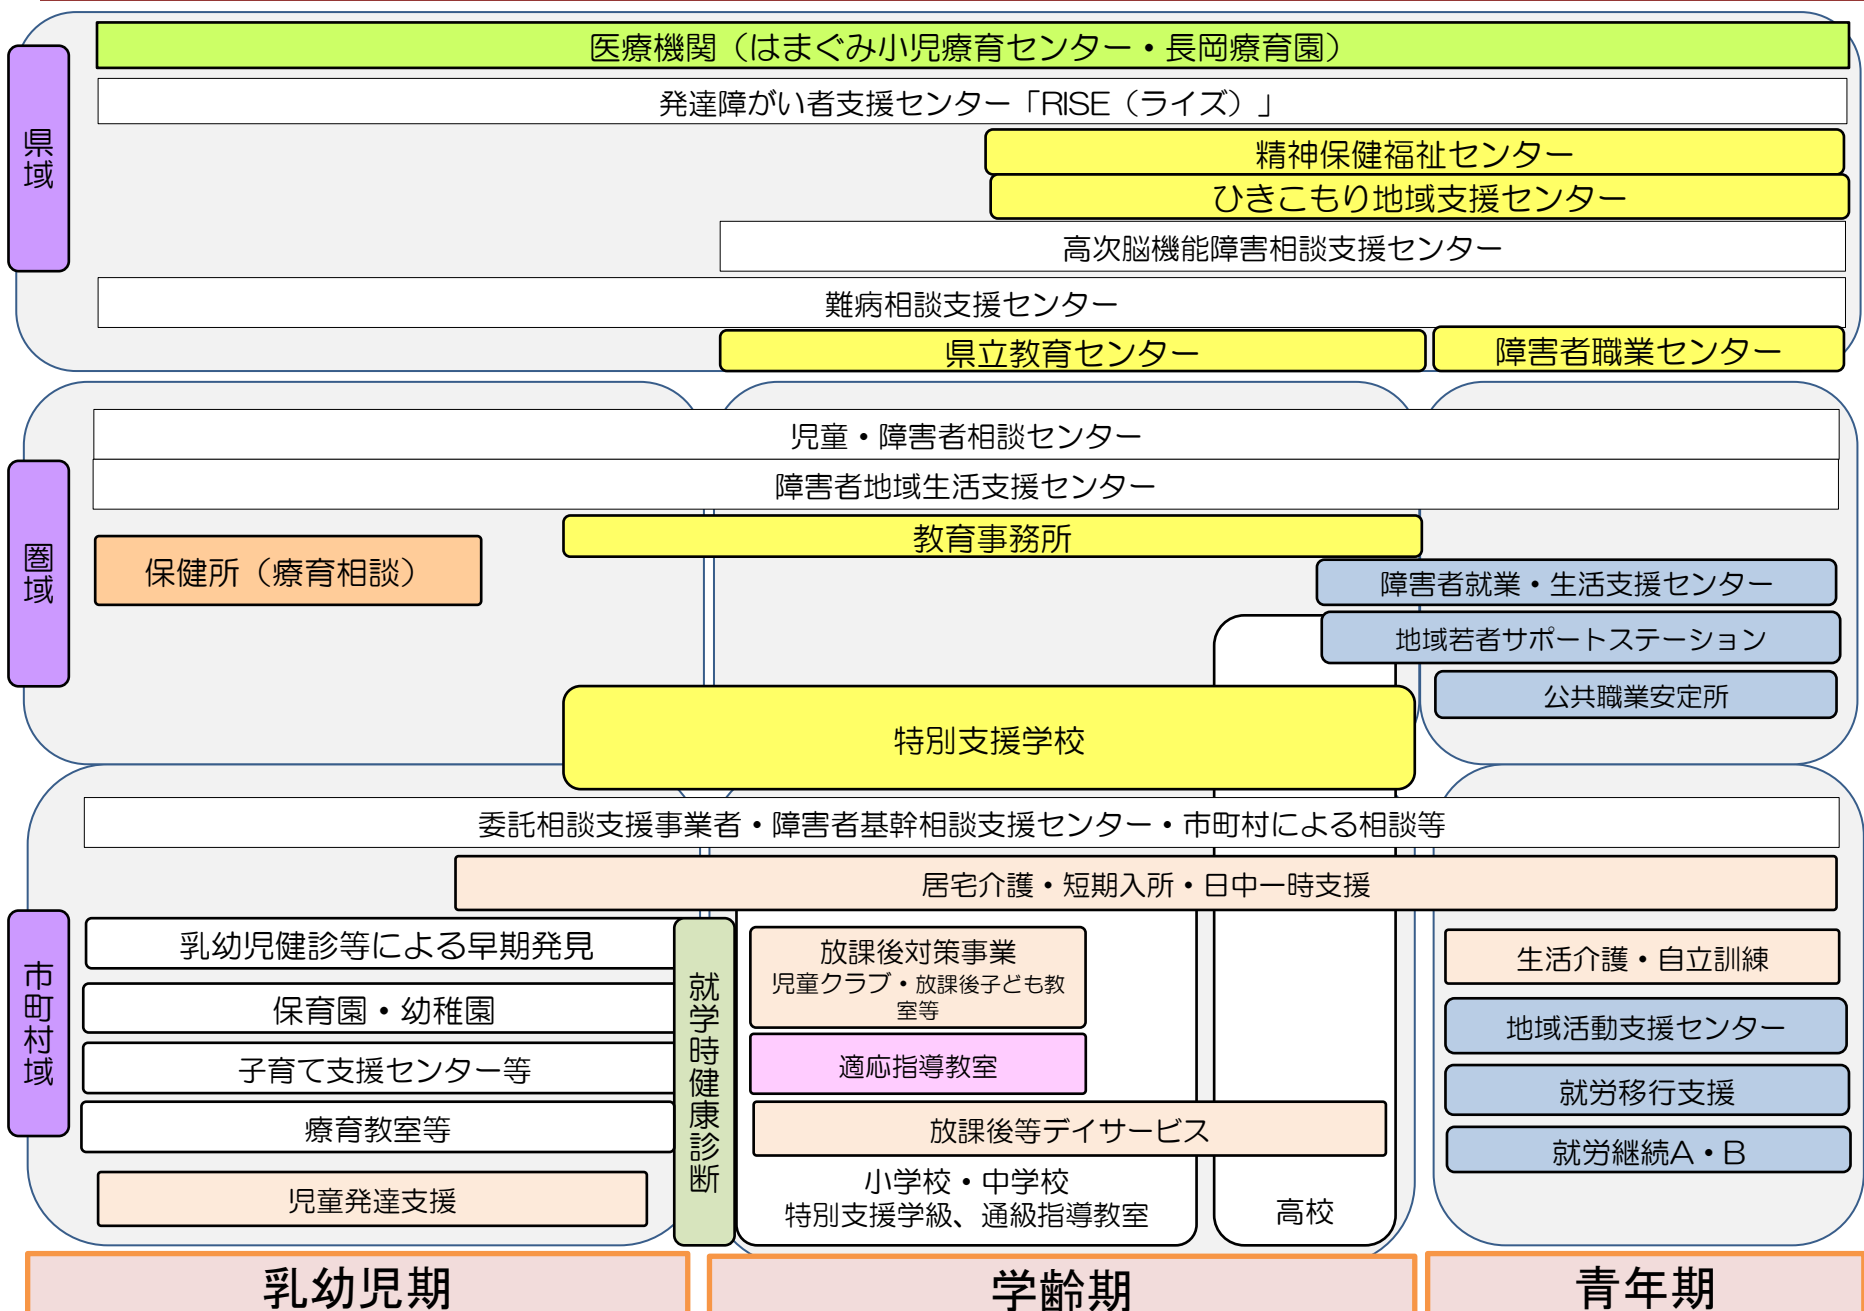 医療機関（はまぐみ小児療育センター・長岡療育園）
発達障がい者支援センター「RISE（ライズ）」
精神保健福祉センター
ひきこもり地域支援センター
高次脳機能障害相談支援センター
難病相談支援センター
県立教育センター
障害者職業センター
県域
児童・障害者相談センター
障害者地域生活支援センター
教育事務所
保健所（療育相談）
障害者就業・生活支援センター
地域若者サポートステーション
公共職業安定所
特別支援学校
圏域
委託相談支援事業者・障害者基幹相談支援センター・市町村による相談等
居宅介護・短期入所・日中一時支援
市町村域
乳幼児健診等による早期発見
保育園・幼稚園
子育て支援センター等
療育教室等
児童発達支援
就学時健康診断
放課後対策事業
児童クラブ・放課後子ども教
室等
適応指導教室
放課後等デイサービス
小学校・中学校
特別支援学級、通級指導教室
高校
生活介護・自立訓練
地域活動支援センター
就労移行支援
就労継続A・B
乳幼児期
学齢期
青年期